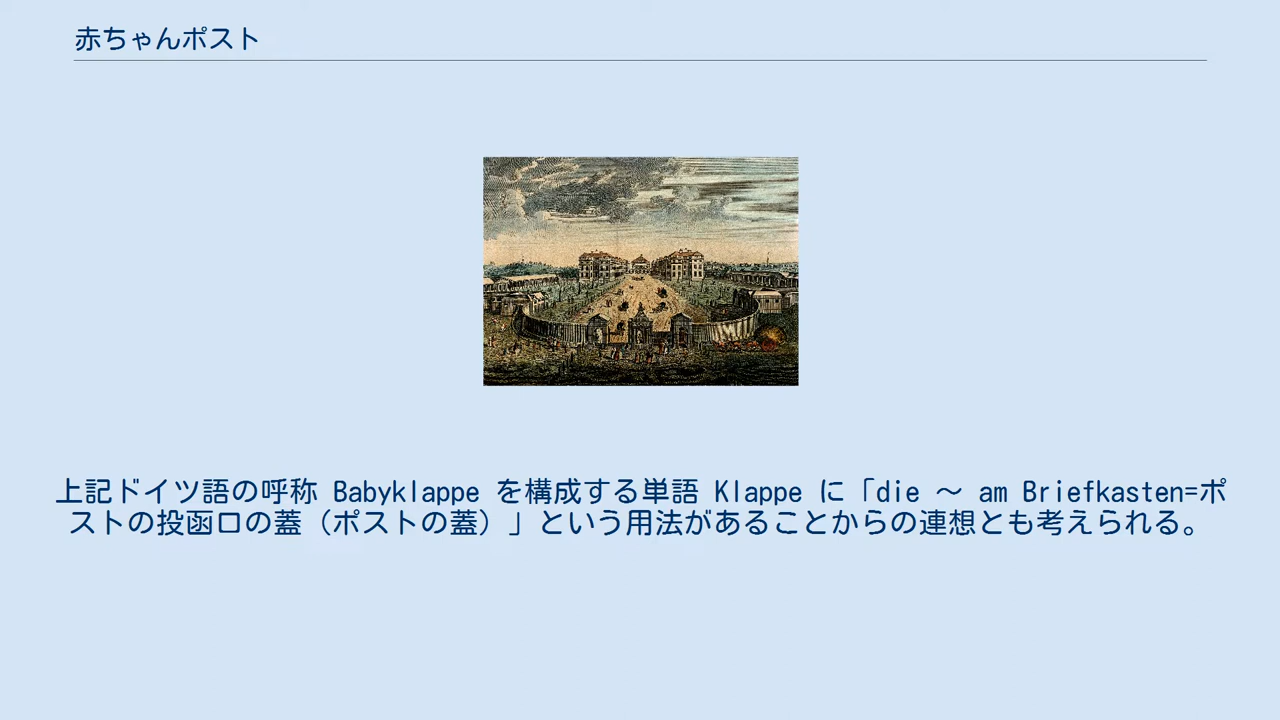 赤ちゃんポスト
上記ドイツ語の呼称 Babyklappe を構成する単語 Klappe に「die ～ am Briefkasten=ポ
ストの投函口の蓋（ポストの蓋）」という用法があることからの連想とも考えられる。